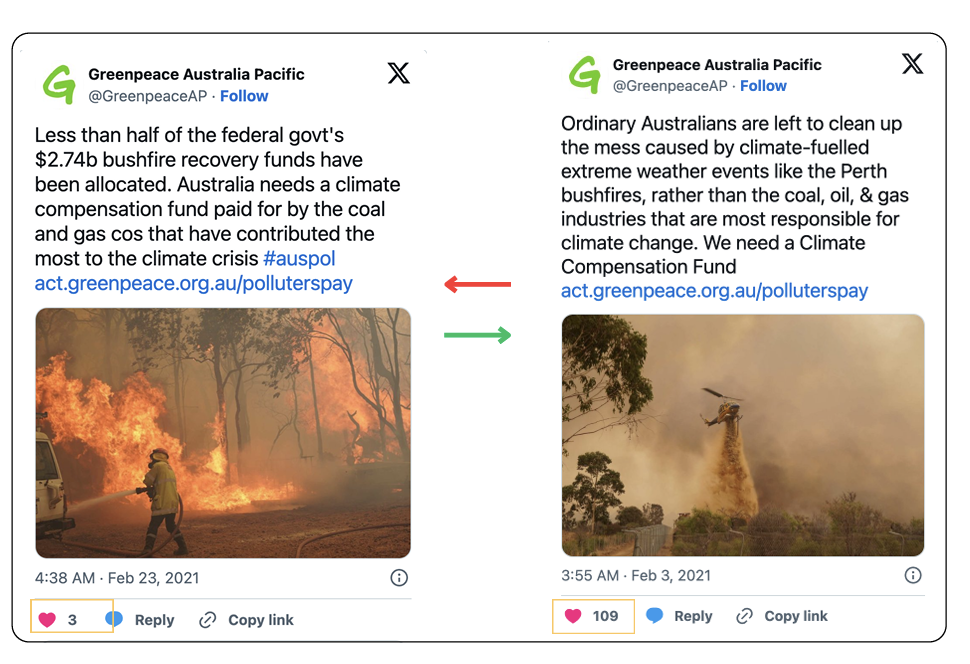 Greenpeace Australia Pacific
@GreenpeaceAP · Follow
Less than half of the federal govt's
$2.74b bushfire recovery funds have
been allocated. Australia needs a climate
compensation fund paid for by the coal
and gas cos that have contributed the
most to the climate crisis #auspol
act.greenpeace.org.au/polluterspay
4:38 AM · Feb 23, 2021
3 Reply Copy link
Greenpeace Australia Pacific
@GreenpeaceAP · Follow
Ordinary Australians are left to clean up
the mess caused by climate-fuelled
extreme weather events like the Perth
bushfires, rather than the coal, oil, & gas
industries that are most responsible for
climate change. We need a Climate
Compensation Fund
act.greenpeace.org.au/polluterspay
3:55 AM · Feb 3, 2021
109 Reply Copy link